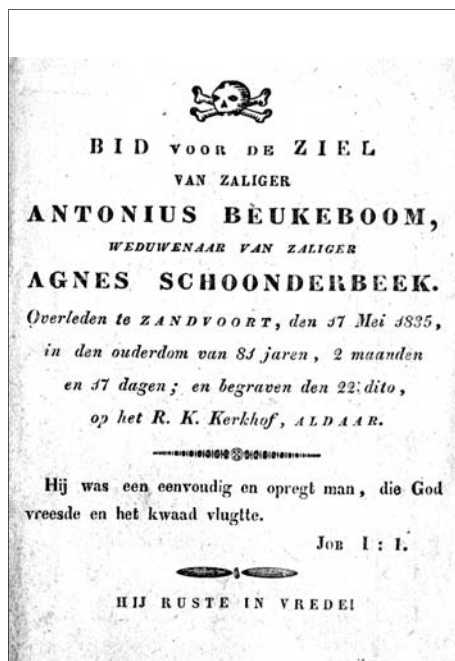 BID VOOR DE ZIEL
VAN ZALIGER
ANTONIUS BEUKEBOOM,
WEDUWENAAR VAN ZALIGER
AGNES SCHOONDERBEEK.
Overleden te ZANDVOORT, den 17 Mei 1835,
in den ouderdom van 81 jaren, 2 maanden
en 17 dagen; en begraven den 22. dito,
op het R. K. Kerkhof, ALDAAR.
Hij was een eenvoudig en opregt man, die God
vreesde en het kwaad vlugtte.
JOB I : 1.
HIJ RUSTE IN VREDE!